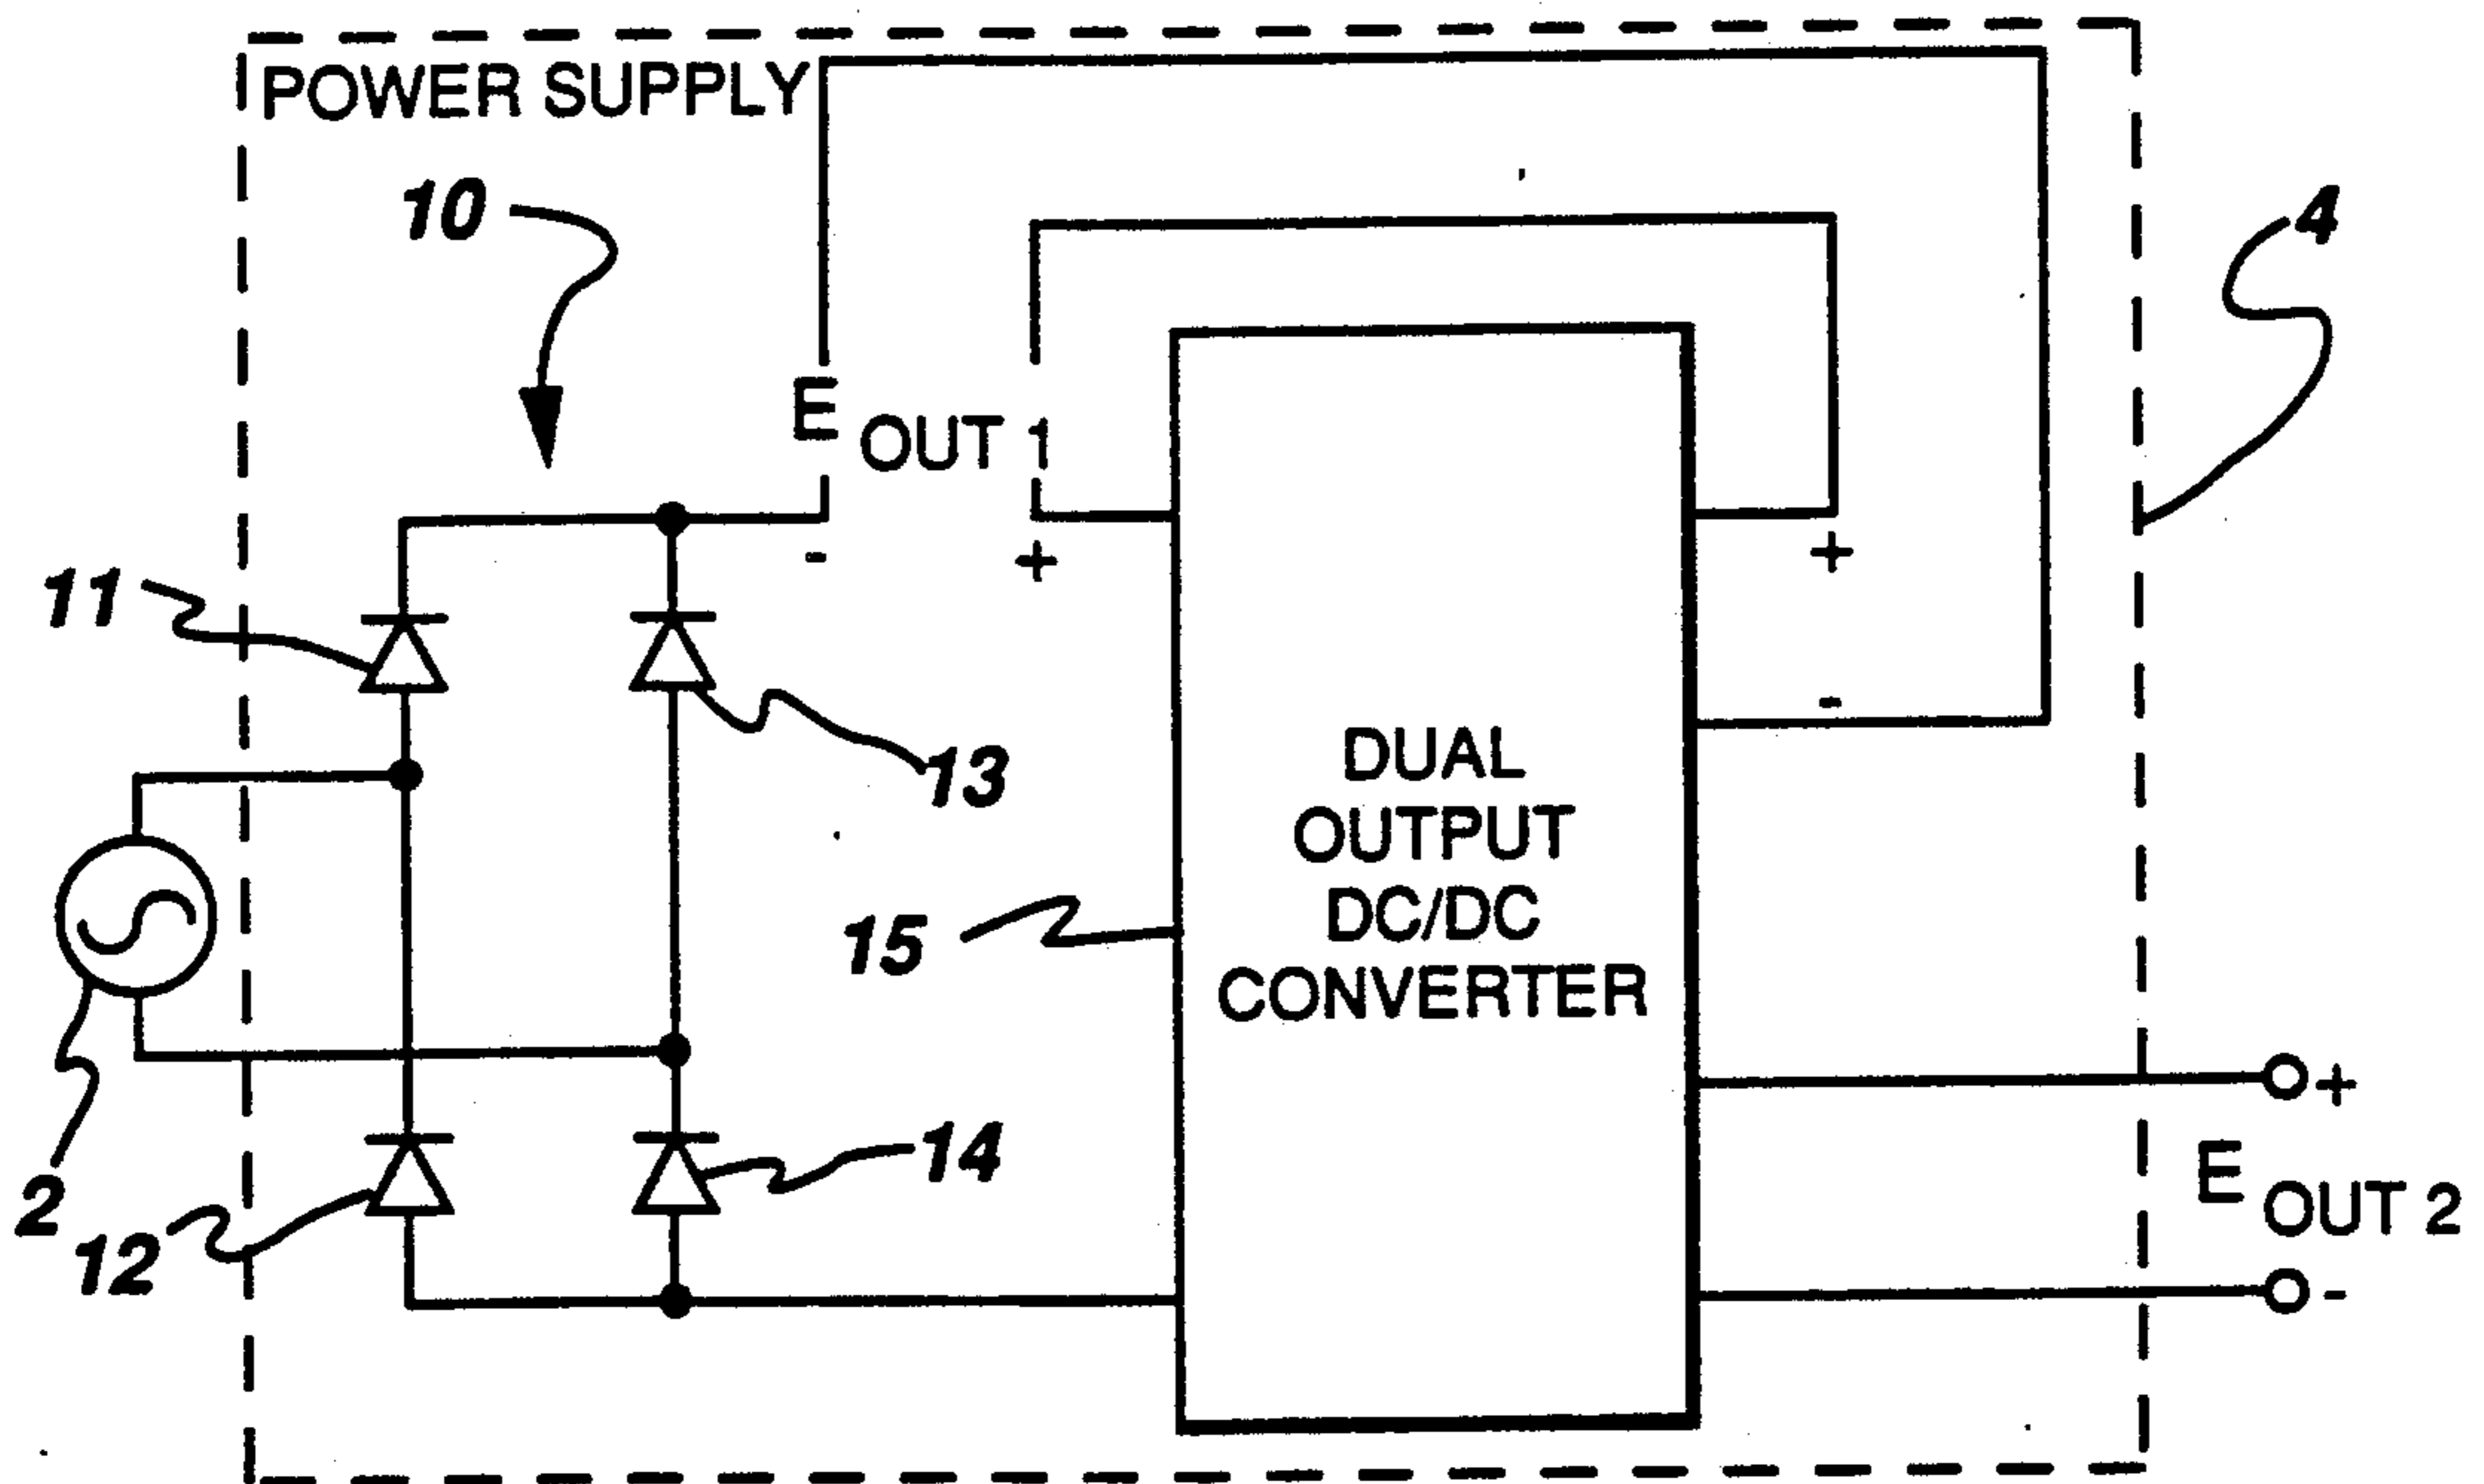 POWER SUPPLY
10
4
E OUT 1
- +
+
11
-
13
DUAL
OUTPUT
DC/DC
CONVERTER
15
14
+
E OUT 2
2
12
-